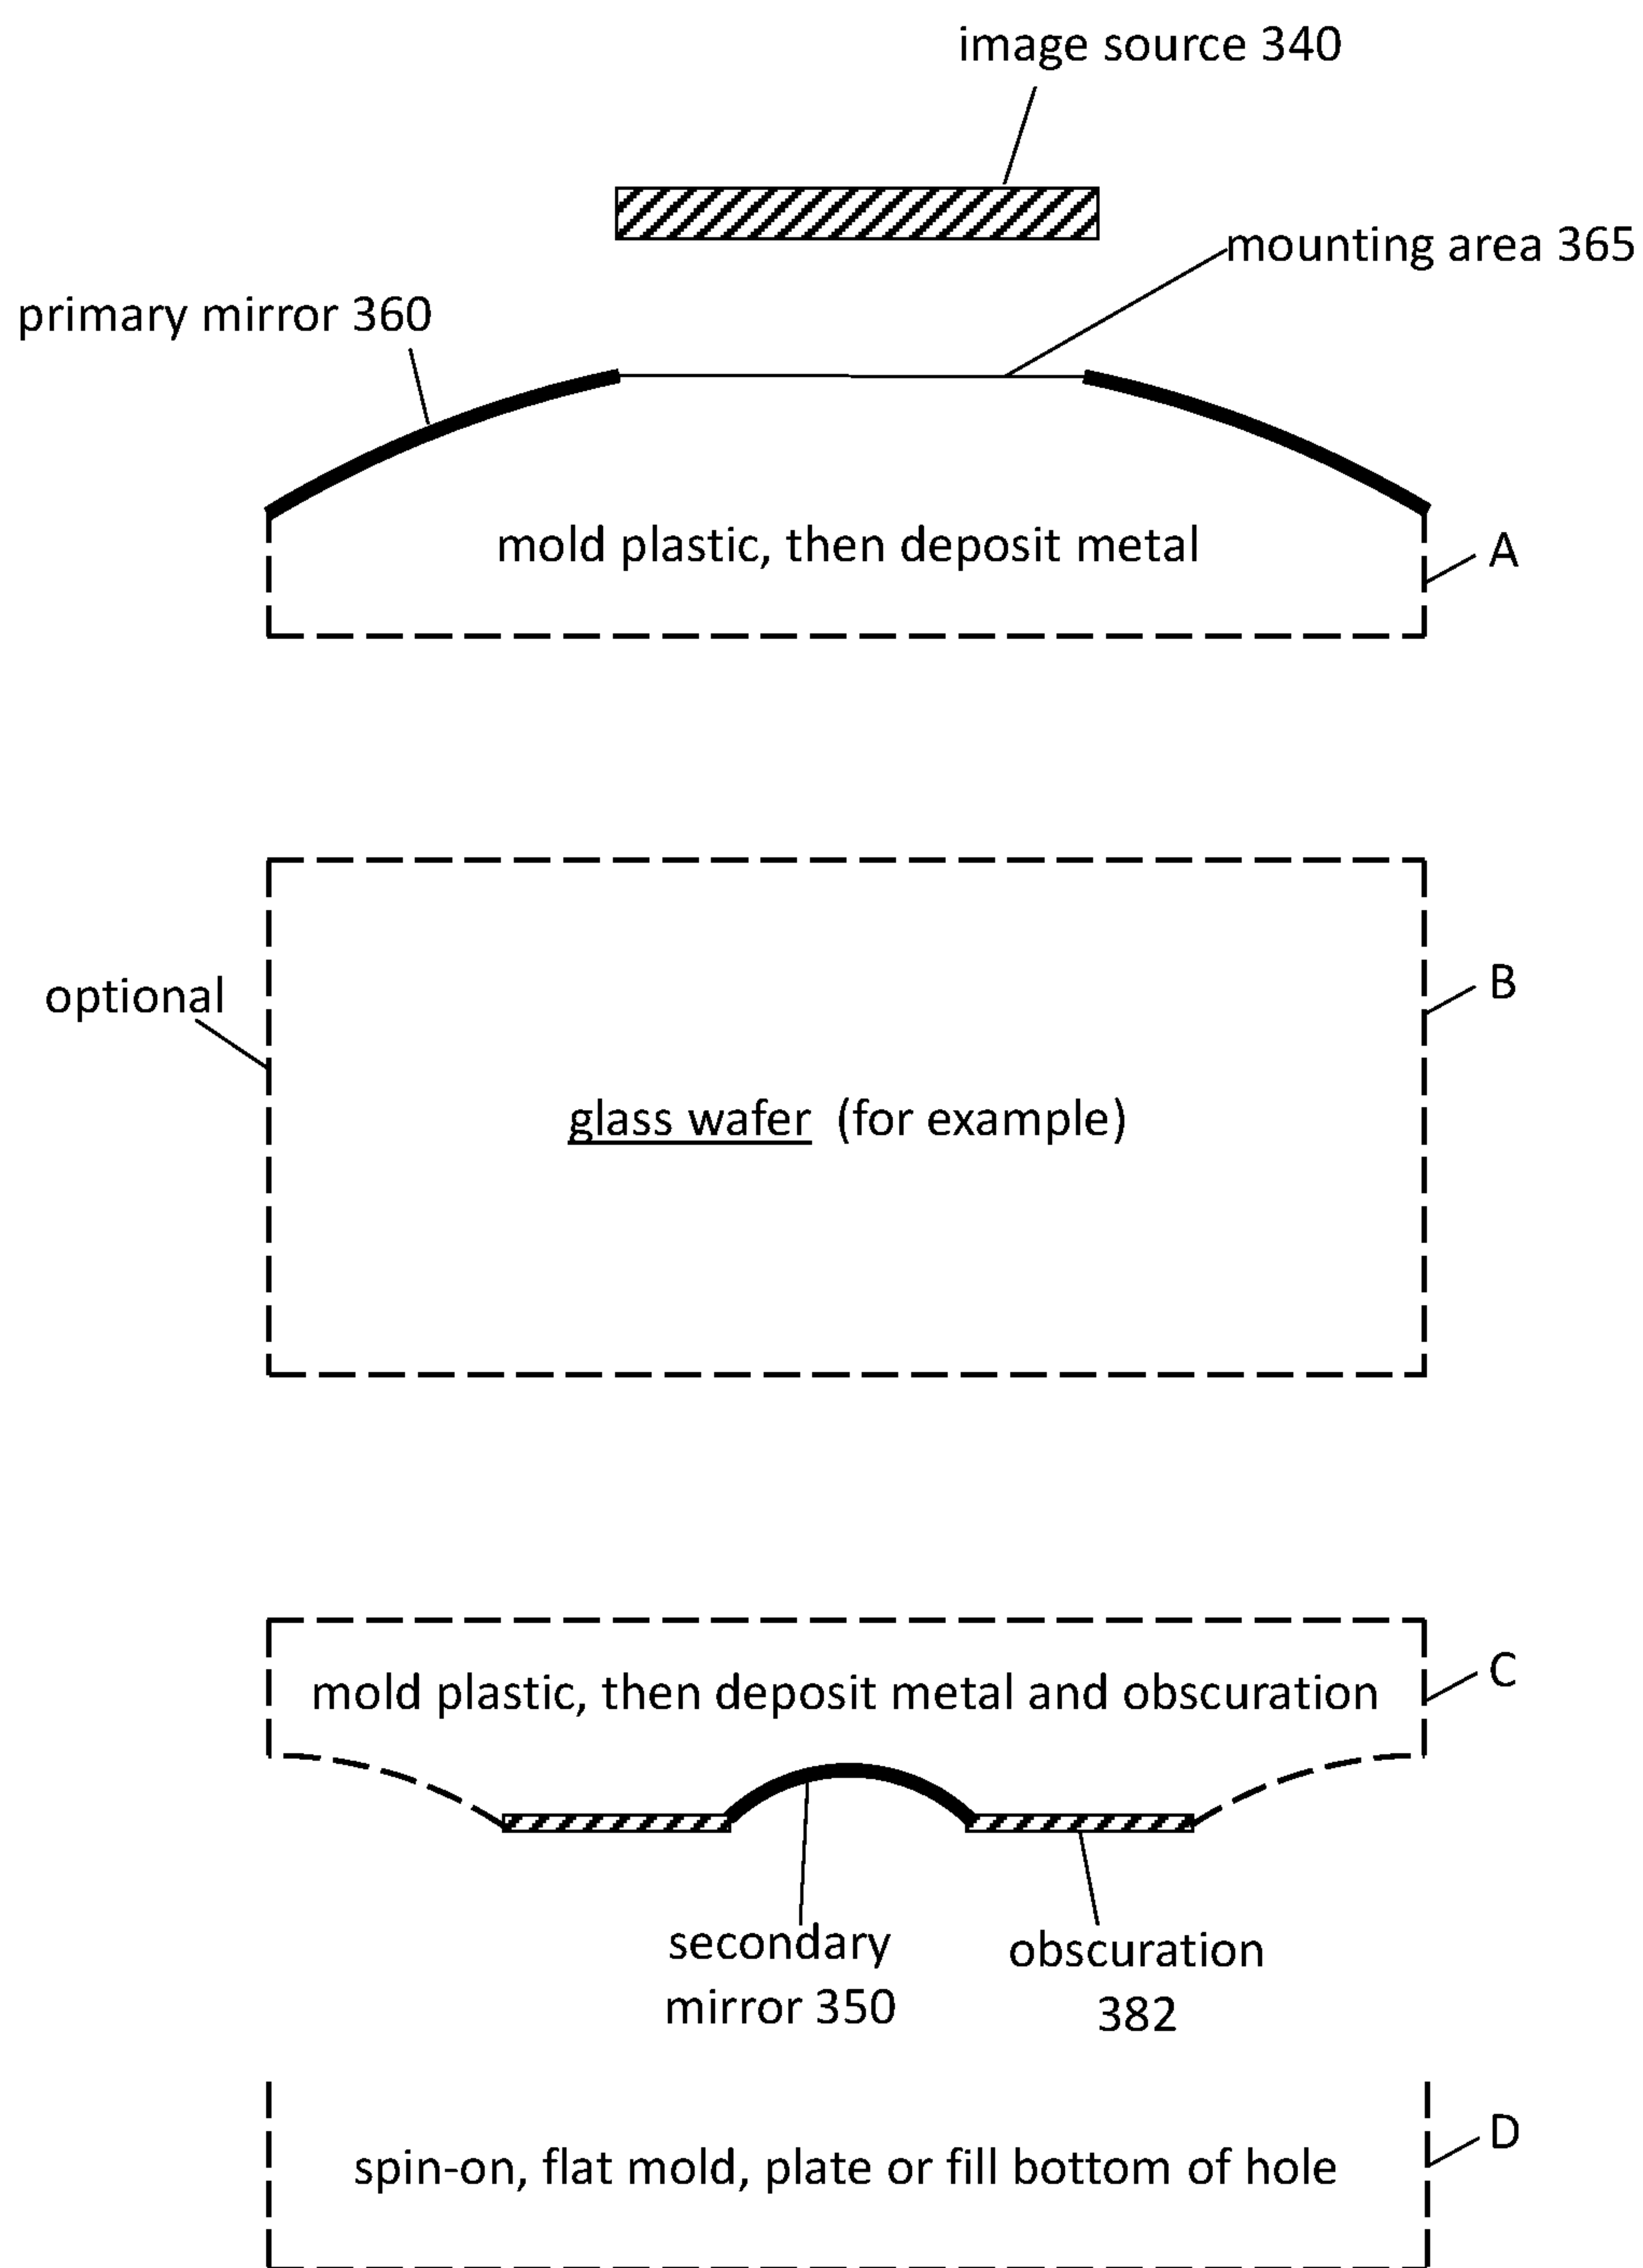 image source 340
mounting area 365
primary mirror 360
mold plastic, then deposit metal
A
optional
B
glass wafer (for example)
mold plastic, then deposit metal and obscuration
C
secondary
mirror 350
obscuration
382
D
spin-on, flat mold, plate or fill bottom of hole